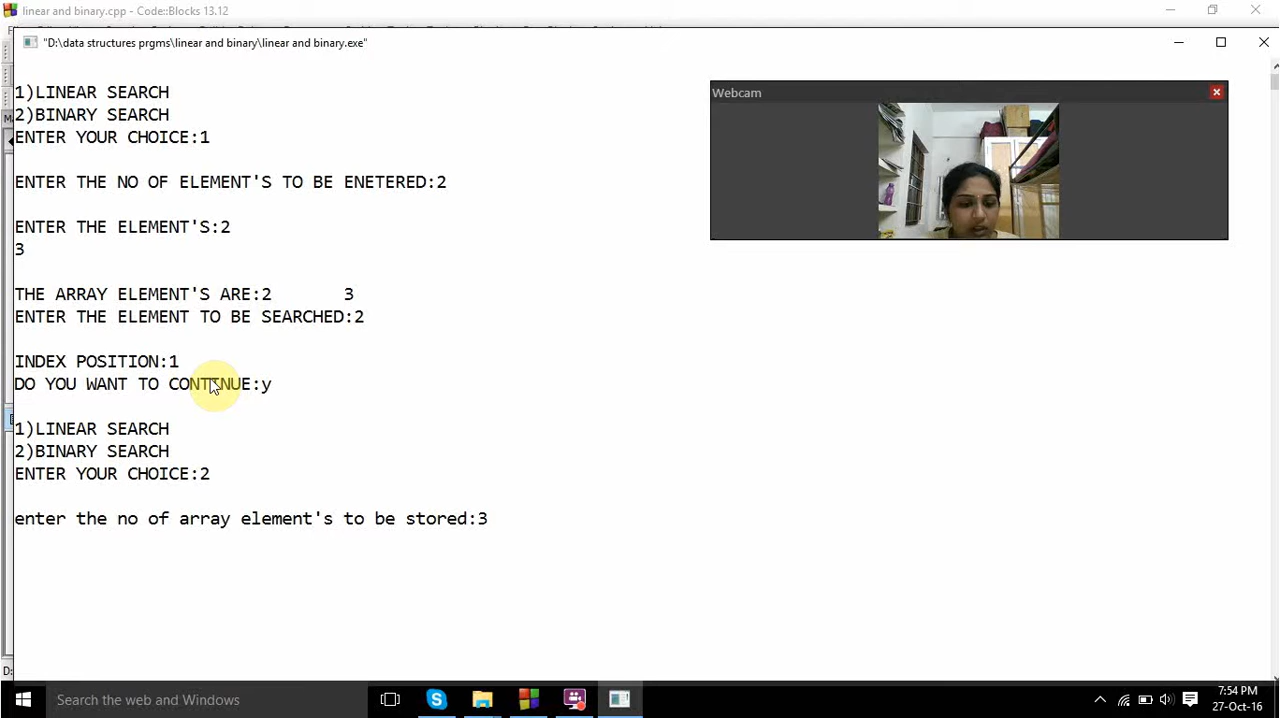 linear and binary.cpp - Code::Blocks 13.12
"D:\data structures prgms\linear and binary\linear and binary.exe"
1)LINEAR SEARCH
2)BINARY SEARCH
ENTER YOUR CHOICE:1
ENTER THE NO OF ELEMENT'S TO BE ENETERED:2
ENTER THE ELEMENT'S:2
3
THE ARRAY ELEMENT'S ARE:2 3
ENTER THE ELEMENT TO BE SEARCHED:2
INDEX POSITION:1
DO YOU WANT TO CONTINUE:y
1)LINEAR SEARCH
2)BINARY SEARCH
ENTER YOUR CHOICE:2
enter the no of array element's to be stored:3
Webcam
D:
Search the web and Windows
7:54 PM
27-Oct-16